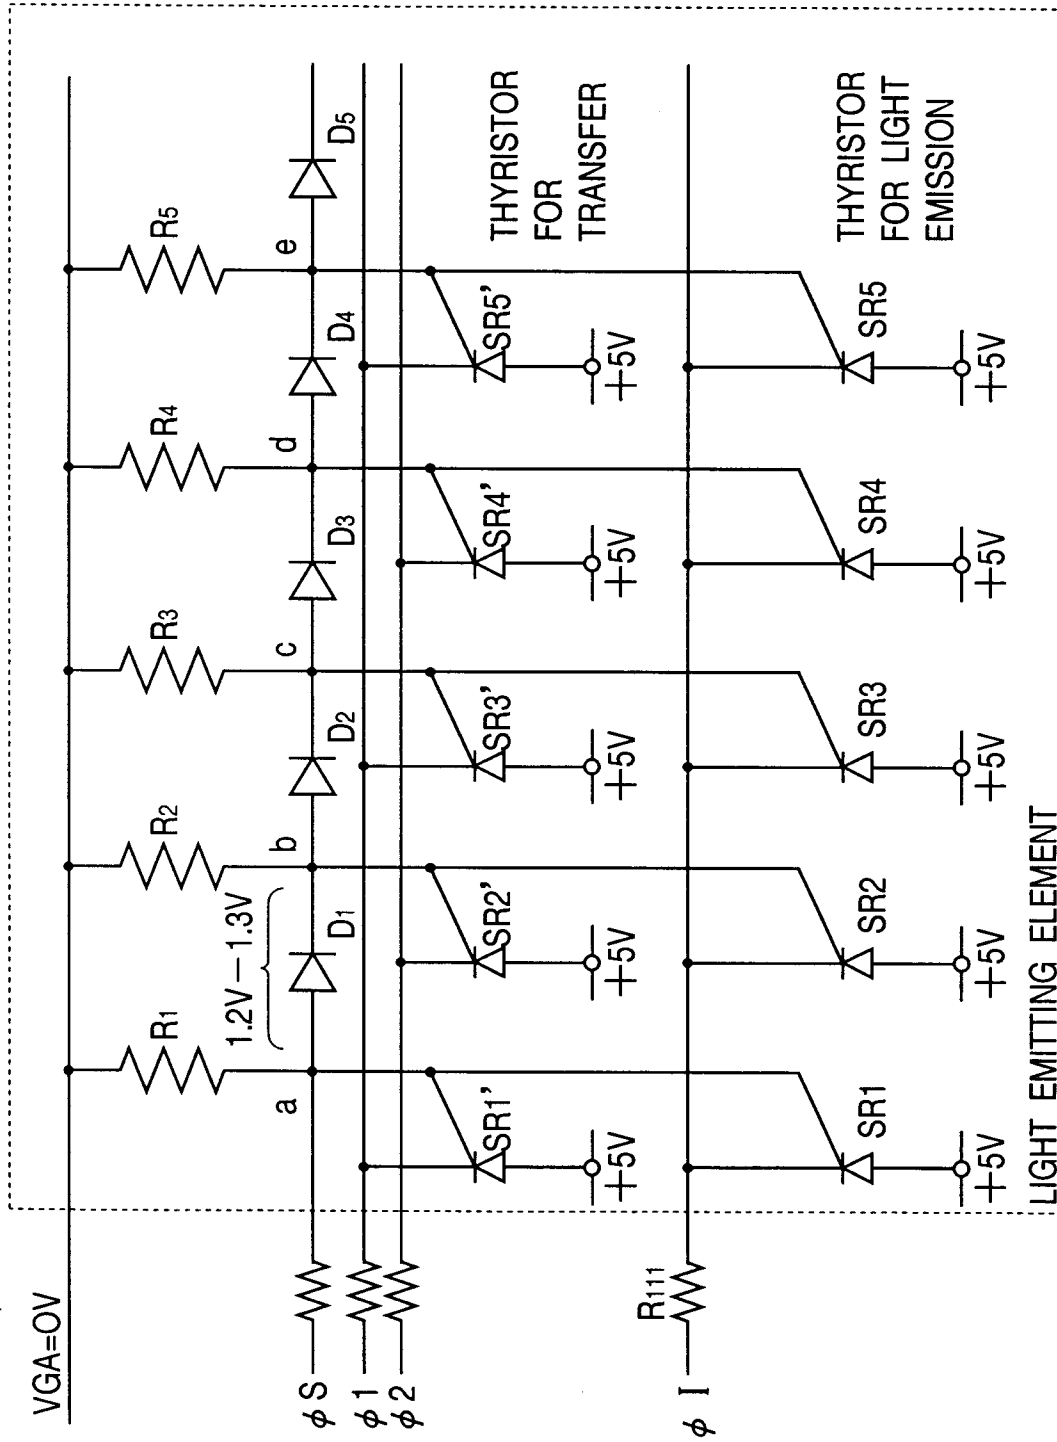 VGA=0V
R1
R2
R3
R4
R5
1.2V−1.3V
a
b
c
d
e
D1
D2
D3
D4
D5
ϕS
ϕ1
ϕ2
SR1'
SR2'
SR3'
SR4'
SR5'
THYRISTOR
FOR
TRANSFER
+5V
+5V
+5V
+5V
+5V
R111
ϕI
SR1
SR2
SR3
SR4
SR5
THYRISTOR
FOR LIGHT
EMISSION
+5V
+5V
+5V
+5V
+5V
LIGHT EMITTING ELEMENT